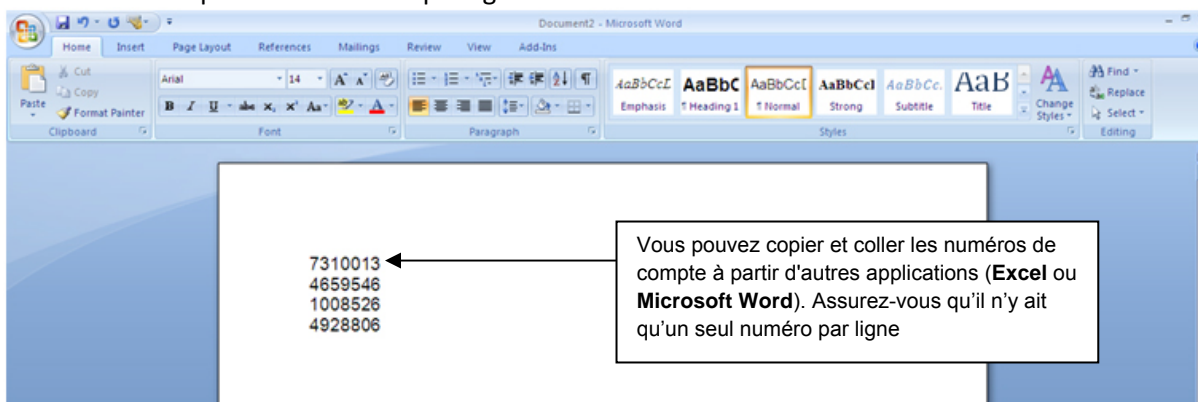 Document2 - Microsoft Word
Home Insert Page Layout References Mailings Review View Add-Ins
Cut
Copy
Format Painter
Paste
Clipboard
Arial 14
Font
Paragraph
AaBbCcL AaBbC AaBbCcI AaBbCcI AaBbCc. AaB
Emphasis ¶ Heading 1 ¶ Normal Strong Subtitle Title
Change
Styles
Styles
Find
Replace
Select
Editing
7310013
4659546
1008526
4928806
Vous pouvez copier et coller les numéros de
compte à partir d'autres applications (Excel ou
Microsoft Word). Assurez-vous qu’il n’y ait
qu’un seul numéro par ligne